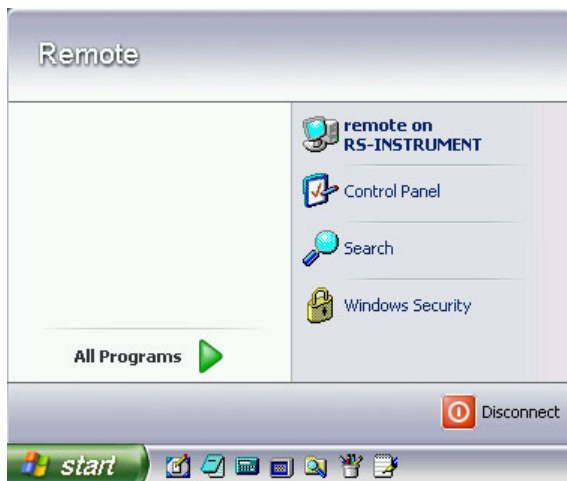 Remote
remote on
RS-INSTRUMENT
Control Panel
Search
Windows Security
All Programs
Disconnect
start